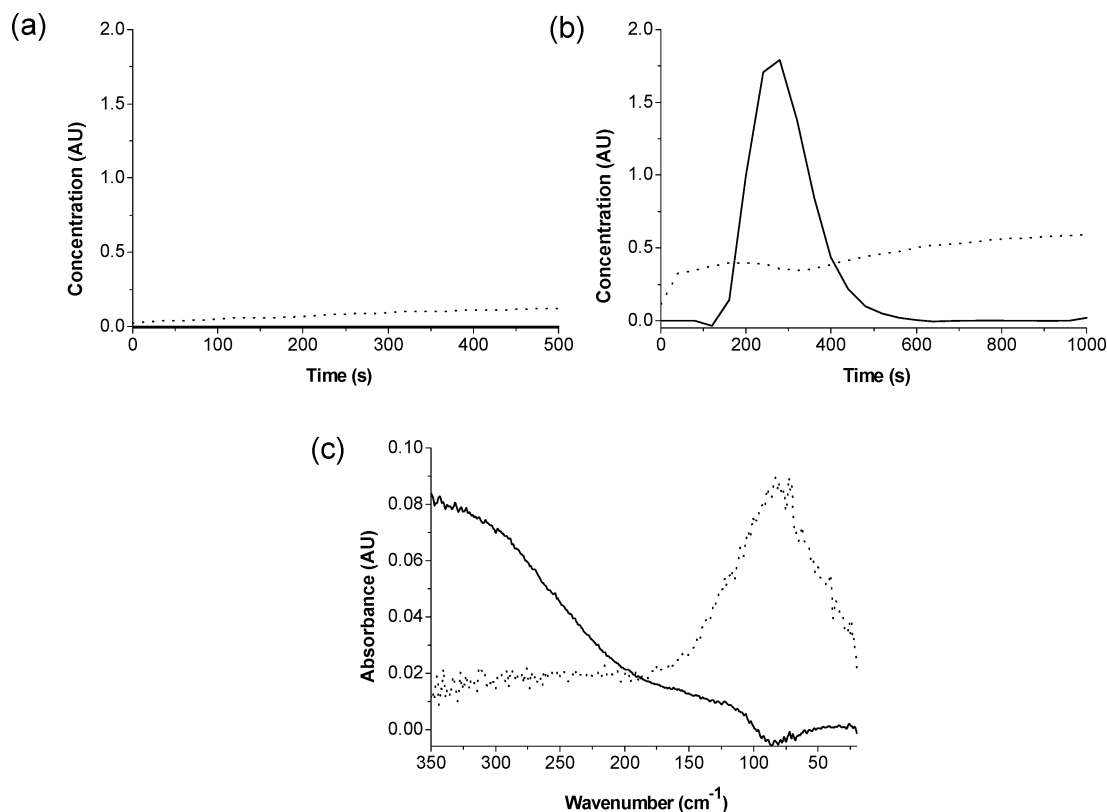 (a)
2.0
1.5
1.0
0.5
0.0
Concentration (AU)
0 100 200 300 400 500
Time (s)
(b)
2.0
1.5
1.0
0.5
0.0
Concentration (AU)
0 200 400 600 800 1000
Time (s)
(c)
0.10
0.08
0.06
0.04
0.02
0.00
Absorbance (AU)
350 300 250 200 150 100 50
Wavenumber (cm⁻¹)